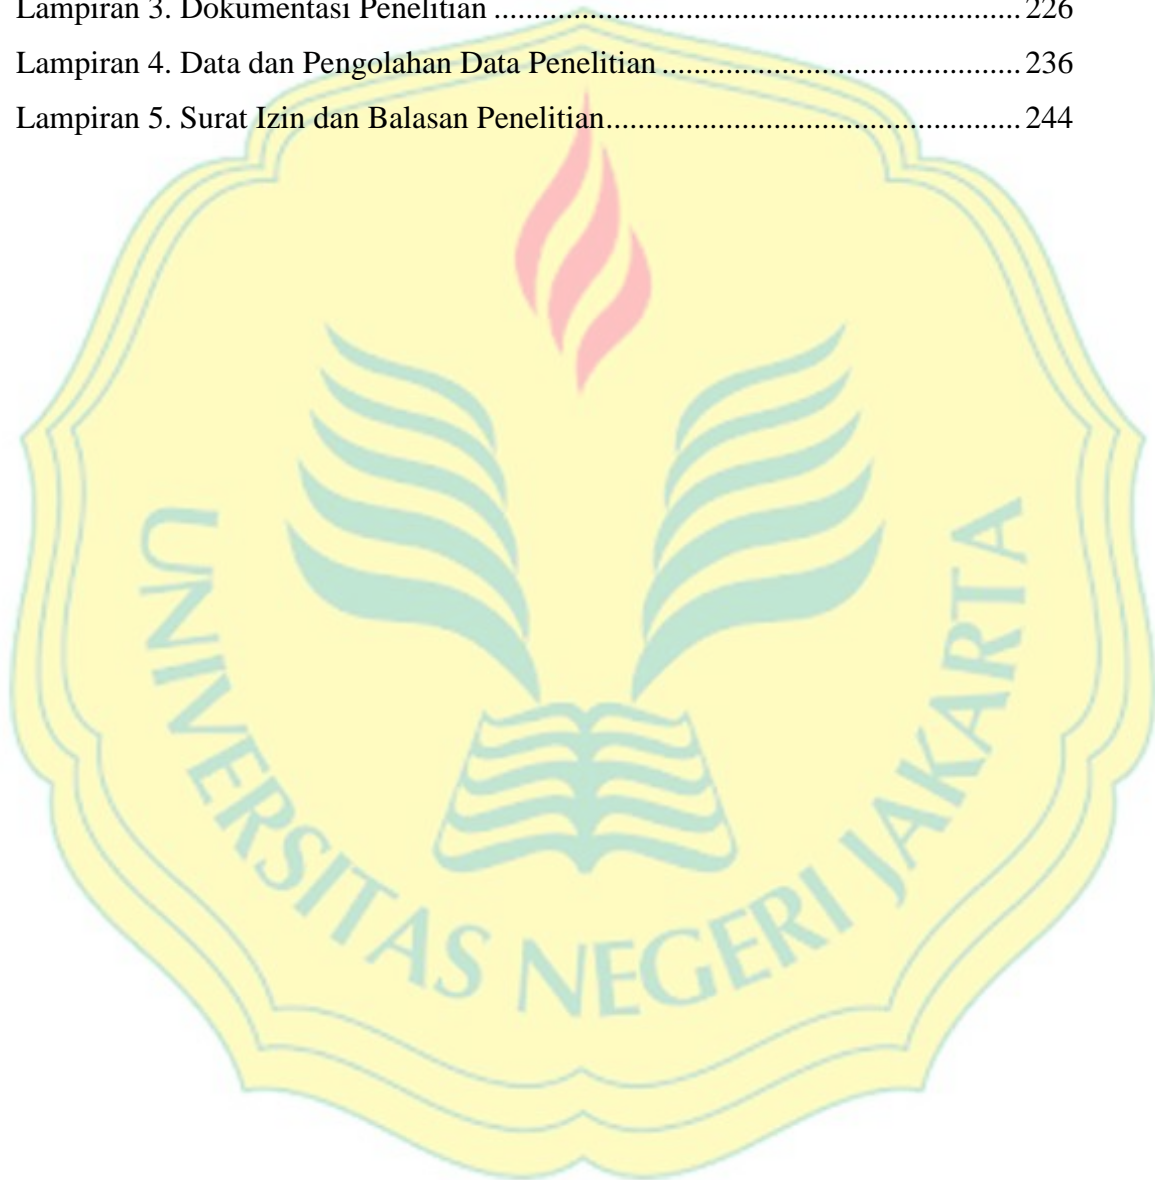 Lampiran 3. Dokumentasi Penelitian ................................................................. 226
Lampiran 4. Data dan Pengolahan Data Penelitian ............................................ 236
Lampiran 5. Surat Izin dan Balasan Penelitian................................................... 244
UNIVERSITAS NEGERI JAKARTA